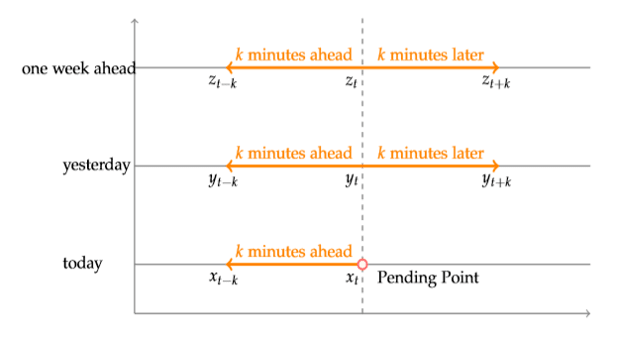 k minutes ahead k minutes later
one week ahead
z_{t−k} z_t z_{t+k}
k minutes ahead k minutes later
yesterday
y_{t−k} y_t y_{t+k}
k minutes ahead
today
x_{t−k} x_t Pending Point